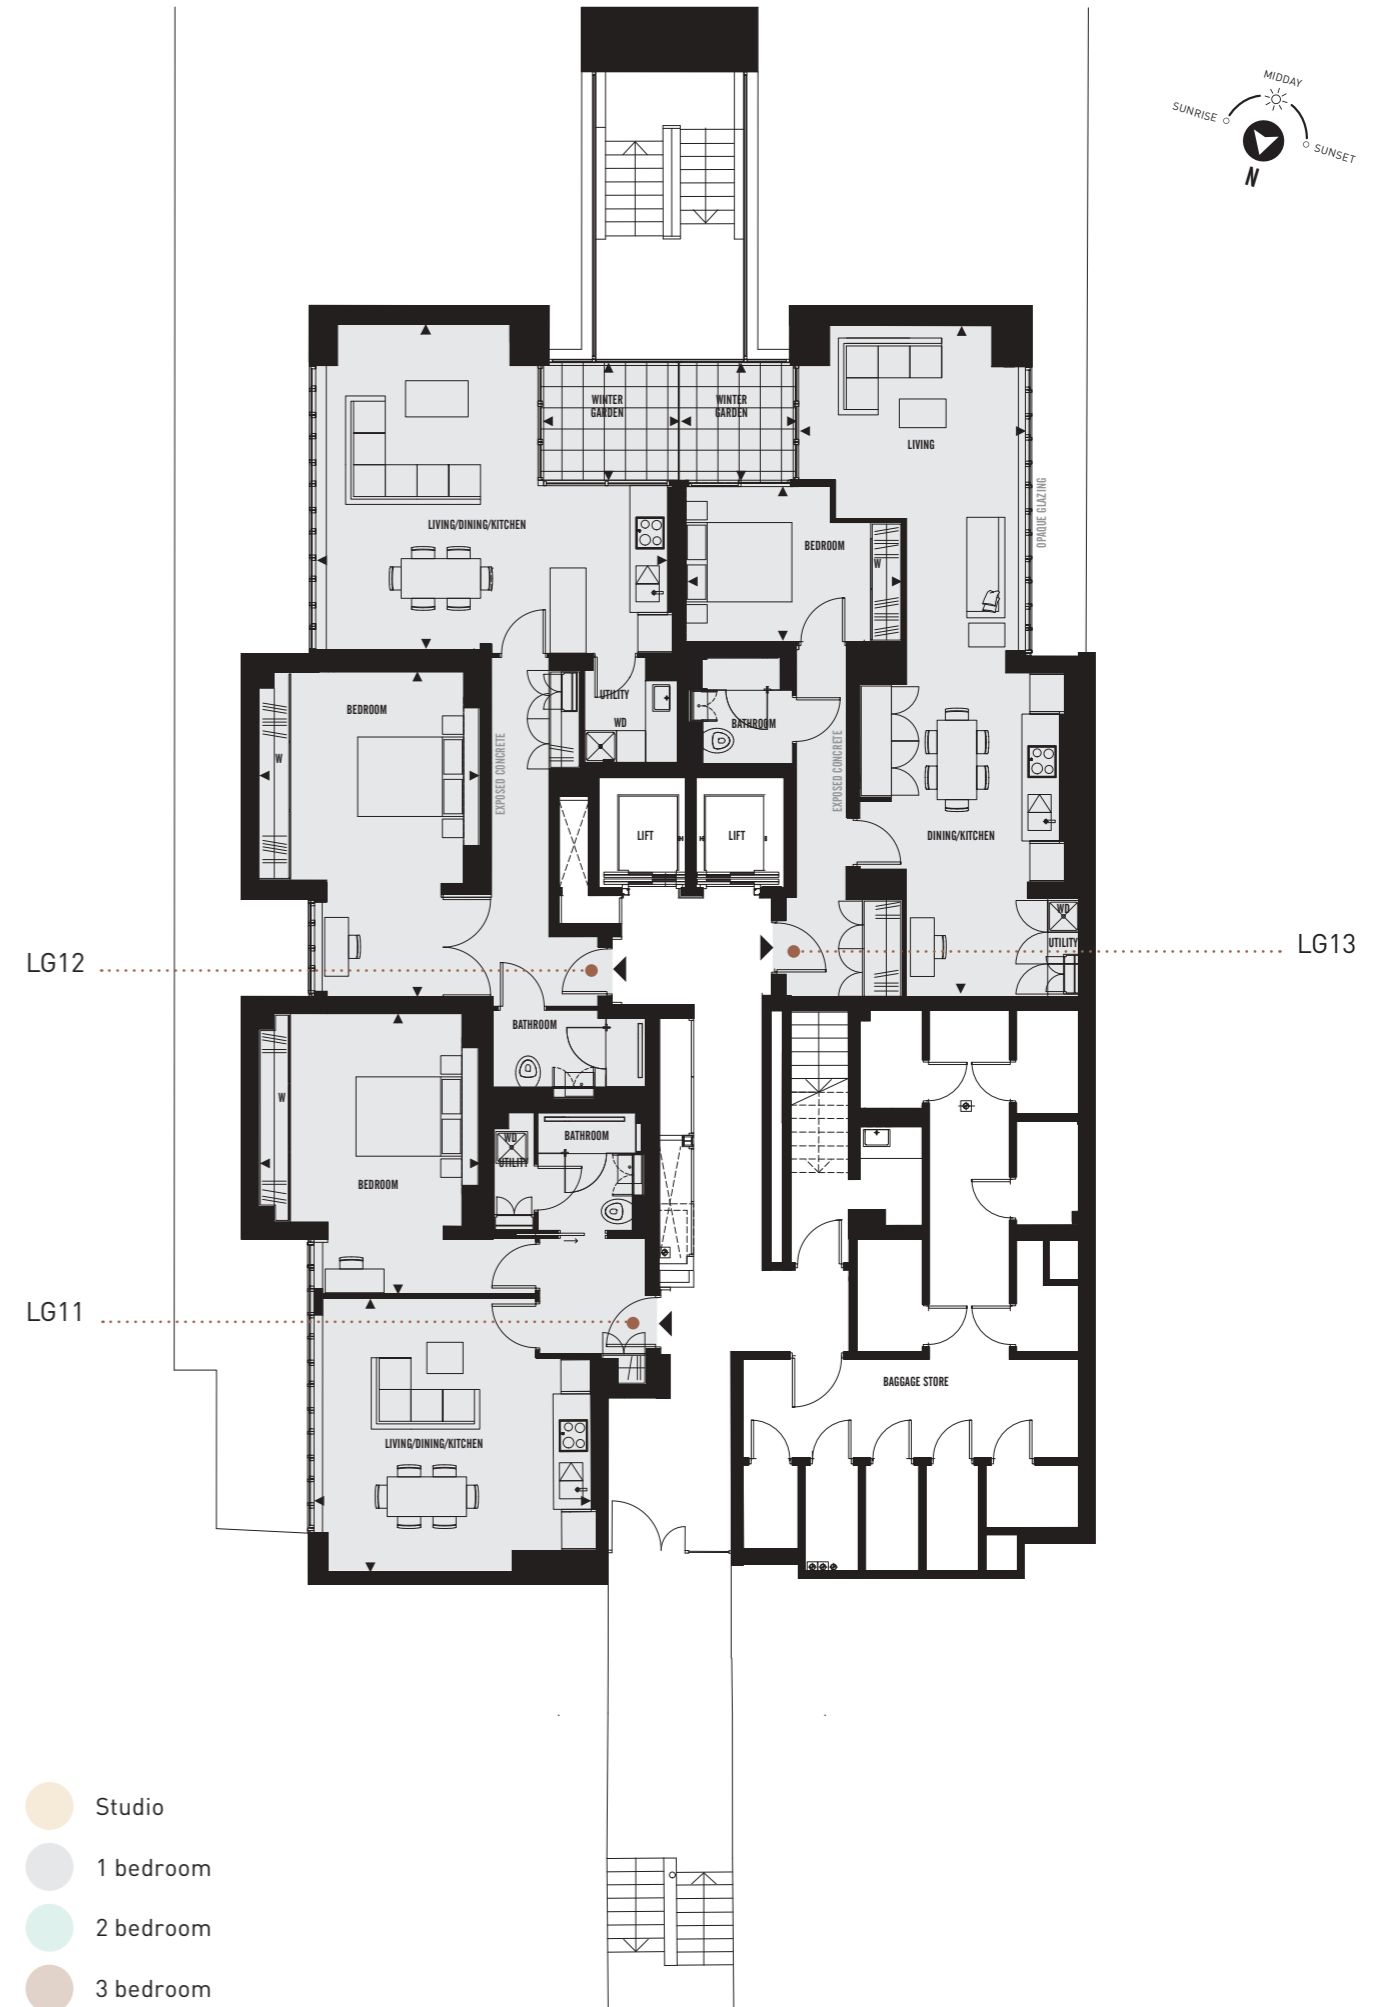 MIDDAY
SUNRISE
SUNSET
N
WINTER
GARDEN
WINTER
GARDEN
LIVING
OPAQUE GLAZING
LIVING/DINING/KITCHEN
BEDROOM
W
UTILITY
WD
BATHROOM
BEDROOM
W
EXPOSED CONCRETE
EXPOSED CONCRETE
LIFT
LIFT
DINING/KITCHEN
WD
UTILITY
LG12
LG13
BATHROOM
W
BEDROOM
WD
UTILITY
BATHROOM
LG11
BAGGAGE STORE
LIVING/DINING/KITCHEN
Studio
1 bedroom
2 bedroom
3 bedroom